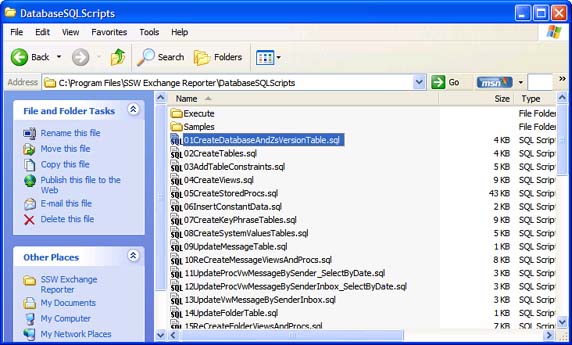 DatabaseSQLScripts
File Edit View Favorites Tools Help
Back Search Folders
Address C:\Program Files\SSW Exchange Reporter\DatabaseSQLScripts Go msn
File and Folder Tasks
Rename this file
Move this file
Copy this file
Publish this file to the
Web
E-mail this file
Delete this file
Other Places
SSW Exchange
Reporter
My Documents
My Computer
My Network Places
Name Size Type
Execute File Folder
Samples File Folder
01CreateDatabaseAndZsVersionTable.sql 4 KB SQL Script
02CreateTables.sql 4 KB SQL Script
03AddTableConstraints.sql 4 KB SQL Script
04CreateViews.sql 9 KB SQL Script
05CreateStoredProcs.sql 43 KB SQL Script
06InsertConstantData.sql 2 KB SQL Script
07CreateKeyPhraseTables.sql 9 KB SQL Script
08CreateSystemValuesTables.sql 5 KB SQL Script
09UpdateMessageTable.sql 2 KB SQL Script
10ReCreateMessageViewsAndProcs.sql 7 KB SQL Script
11UpdateProcVwMessageBySender_SelectByDate.sql 2 KB SQL Script
12UpdateProcVwMessageBySenderInbox_SelectByDate.sql 2 KB SQL Script
13UpdateVwMessageBySenderInbox.sql 2 KB SQL Script
14UpdateFolderTable.sql 2 KB SQL Script
15ReCreateFolderViewsAndProcs.sql 7 KB SQL Script